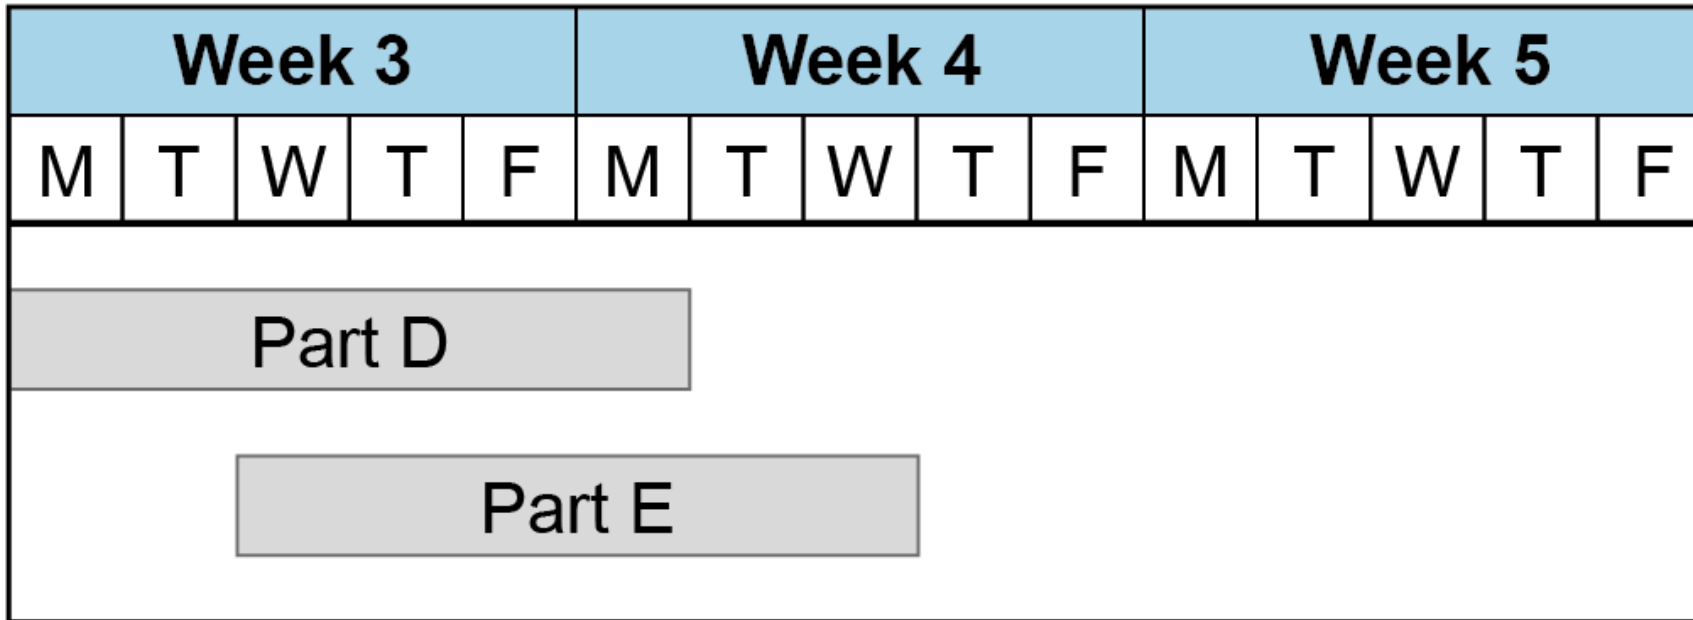 Week 3 Week 4 Week 5
M T W T F M T W T F M T W T F
Part D
Part E